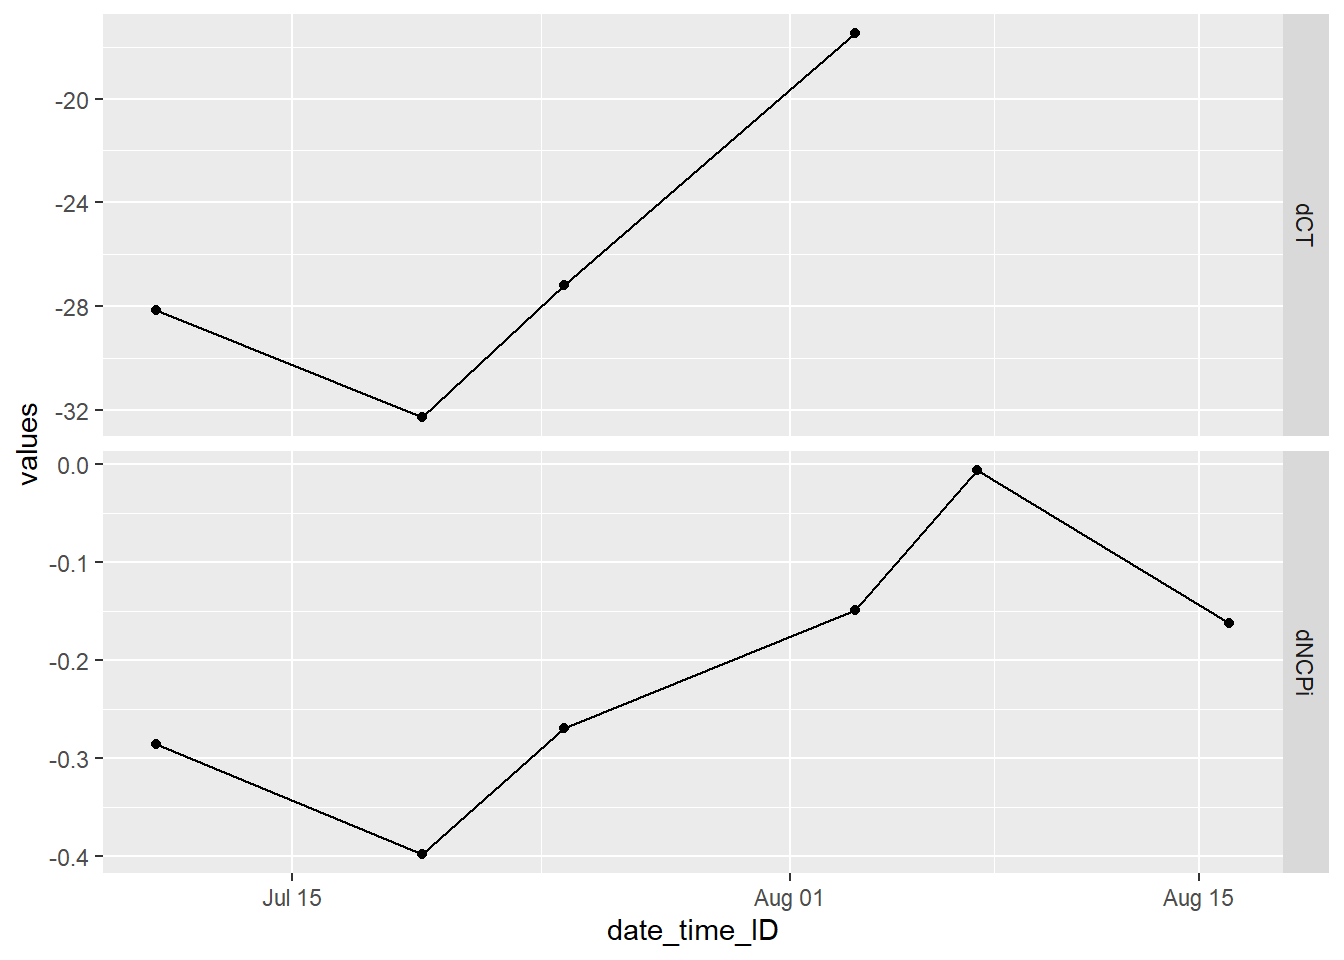 values
-20
-24
-28
-32
dCT
0.0
-0.1
-0.2
-0.3
-0.4
dNCPi
Jul 15
Aug 01
Aug 15
date_time_ID